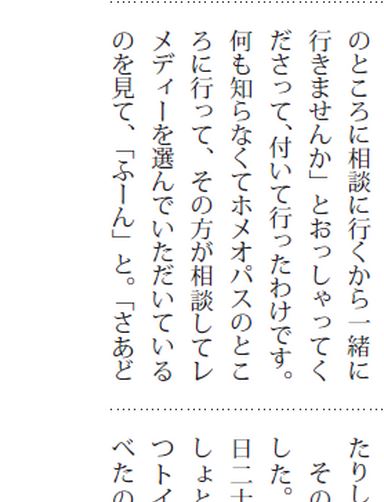 のところに相談に行くから一緒に
行きませんか」とおっしゃってく
ださって、付いて行ったわけです。
何も知らなくてホメオパスのとこ
ろに行って、その方が相談してレ
メディーを選んでいただいている
のを見て、「ふーん」と。「さあど
たりし
その
した。
日二十
しょと
つトイ
べたの